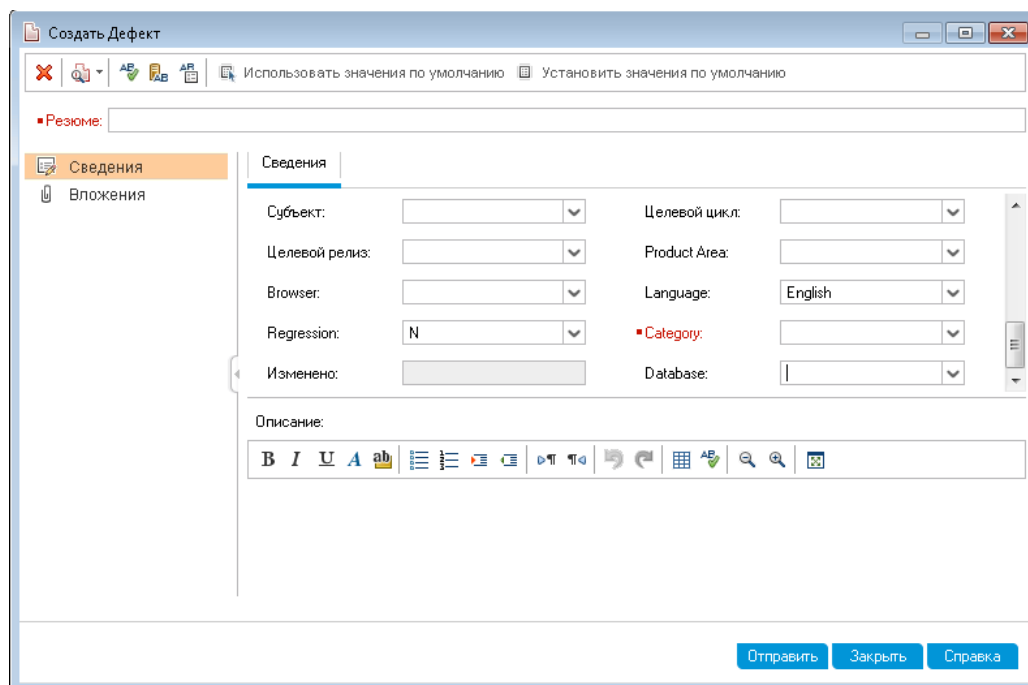 Создать Дефект
Использовать значения по умолчанию Установить значения по умолчанию
Резюме:
Сведения
Вложения
Сведения
Субъект: Целевой цикл:
Целевой релиз: Product Area:
Browser: Language: English
Regression: N Category:
Изменено: Database:
Описание:
B I U A ab
Отправить Закрыть Справка